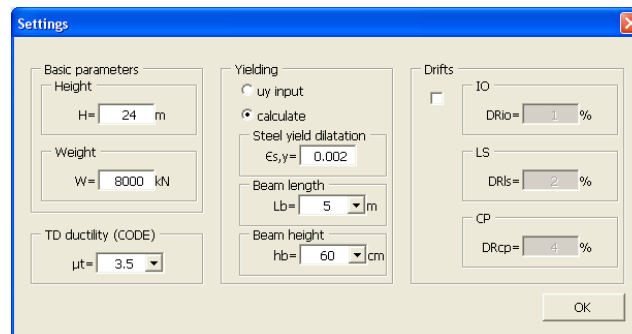 Settings
Basic parameters
Height
H= 24 m
Weight
W= 8000 kN
TD ductility (CODE)
μt= 3.5
Yielding
uy input
calculate
Steel yield dilatation
Єs,y= 0.002
Beam length
Lb= 5 m
Beam height
hb= 60 cm
Drifts
IO
DRio= 1 %
LS
DRls= 2 %
CP
DRcp= 4 %
OK